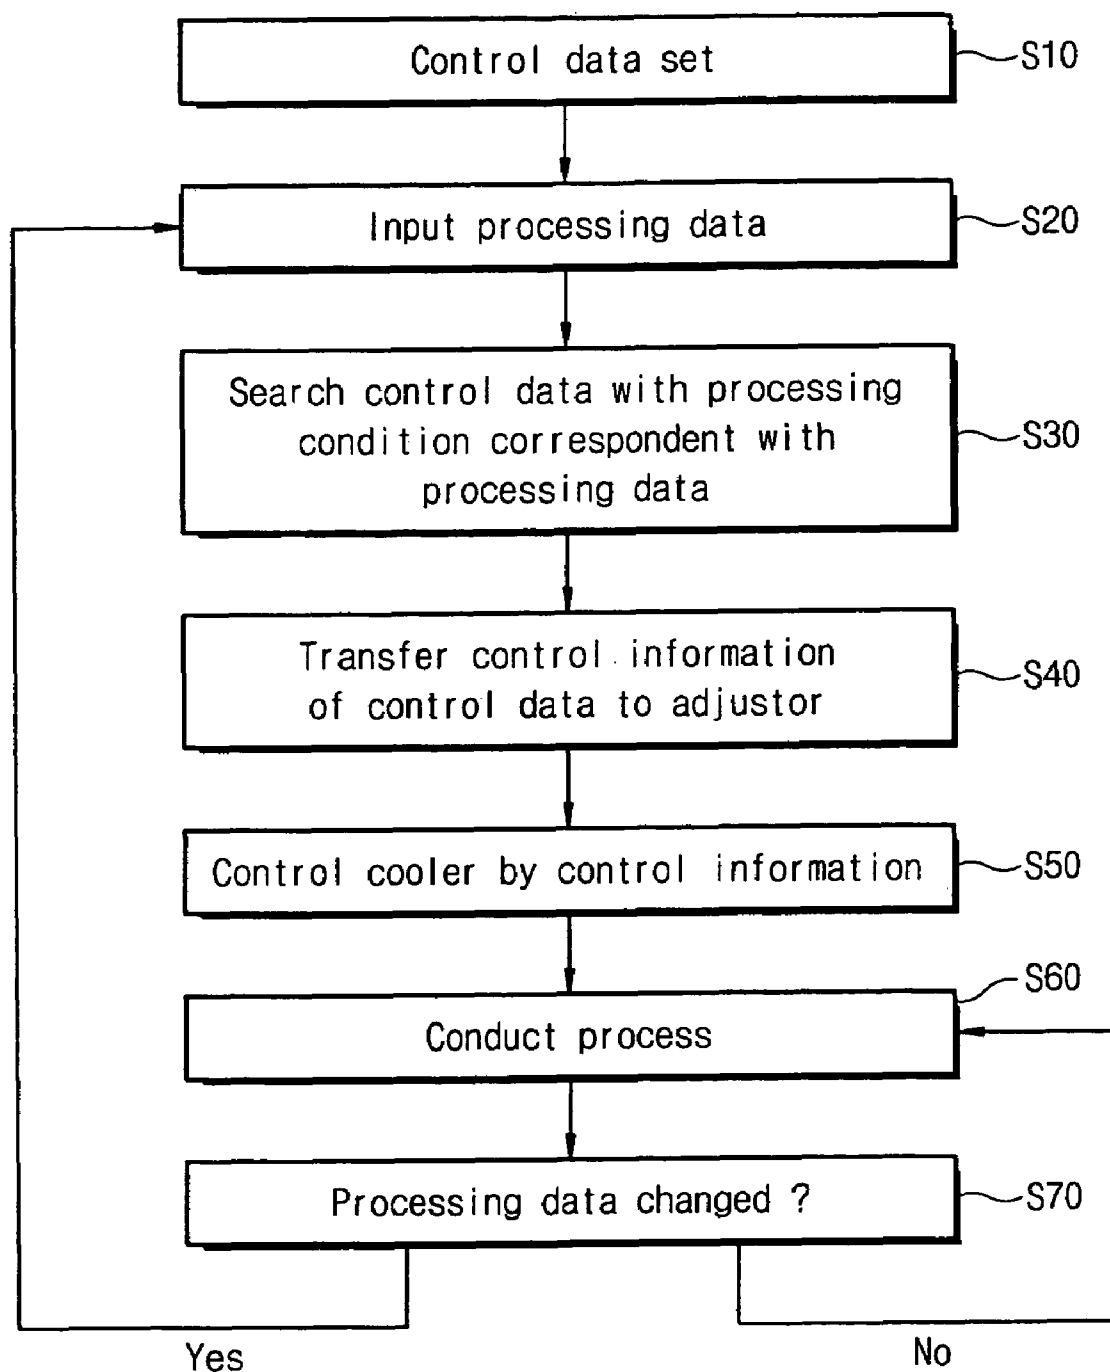 Control data set
S10
Input processing data
S20
Search control data with processing
condition correspondent with
processing data
S30
Transfer control information
of control data to adjustor
S40
Control cooler by control information
S50
S60
Conduct process
Processing data changed ?
S70
Yes
No